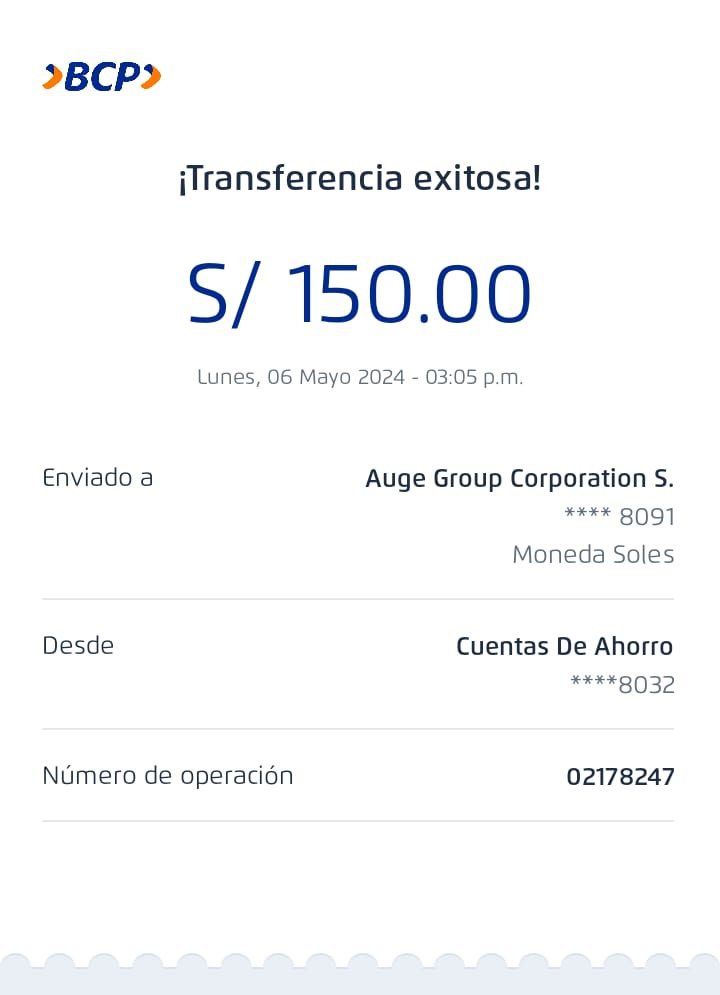 BCP
¡Transferencia exitosa!
S/ 150.00
Lunes, 06 Mayo 2024 - 03:05 p.m.
Enviado a
Auge Group Corporation S.
**** 8091
Moneda Soles
Desde
Cuentas De Ahorro
****8032
Número de operación
02178247